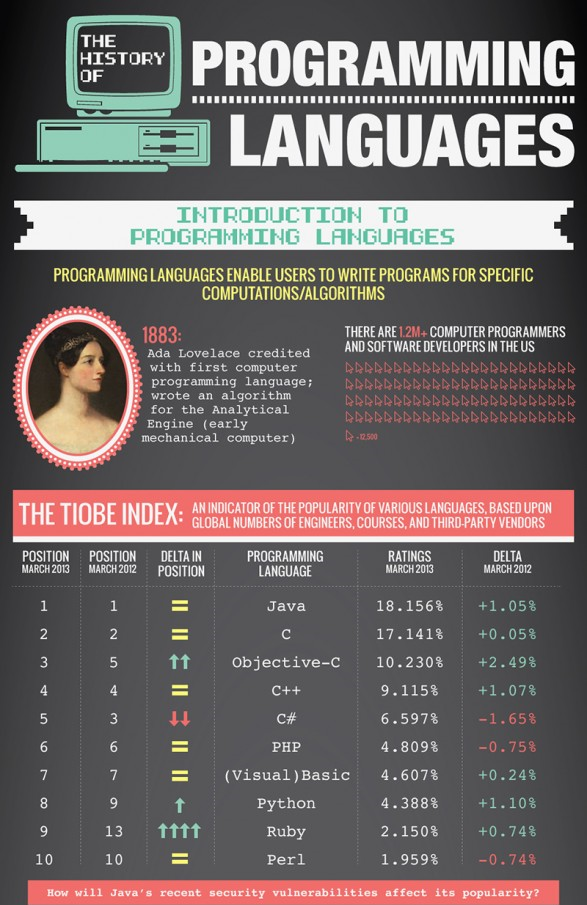 THE
HISTORY
OF
PROGRAMMING
LANGUAGES
INTRODUCTION TO
PROGRAMMING LANGUAGES
PROGRAMMING LANGUAGES ENABLE USERS TO WRITE PROGRAMS FOR SPECIFIC
COMPUTATIONS/ALGORITHMS
1883:
Ada Lovelace credited
with first computer
programming language;
wrote an algorithm
for the Analytical
Engine (early
mechanical computer)
THERE ARE 1.2M+ COMPUTER PROGRAMMERS
AND SOFTWARE DEVELOPERS IN THE US
=12,500
THE TIOBE INDEX: AN INDICATOR OF THE POPULARITY OF VARIOUS LANGUAGES, BASED UPON
GLOBAL NUMBERS OF ENGINEERS, COURSES, AND THIRD-PARTY VENDORS
POSITION POSITION DELTA IN PROGRAMMING RATINGS DELTA
MARCH 2013 MARCH 2012 POSITION LANGUAGE MARCH 2013 MARCH 2012
1 1 Java 18.156% +1.05%
2 2 C 17.141% +0.05%
3 5 Objective-C 10.230% +2.49%
4 4 C++ 9.115% +1.07%
5 3 C# 6.597% -1.65%
6 6 PHP 4.809% -0.75%
7 7 (Visual)Basic 4.607% +0.24%
8 9 Python 4.388% +1.10%
9 13 Ruby 2.150% +0.74%
10 10 Perl 1.959% -0.74%
How will Java's recent security vulnerabilities affect its popularity?